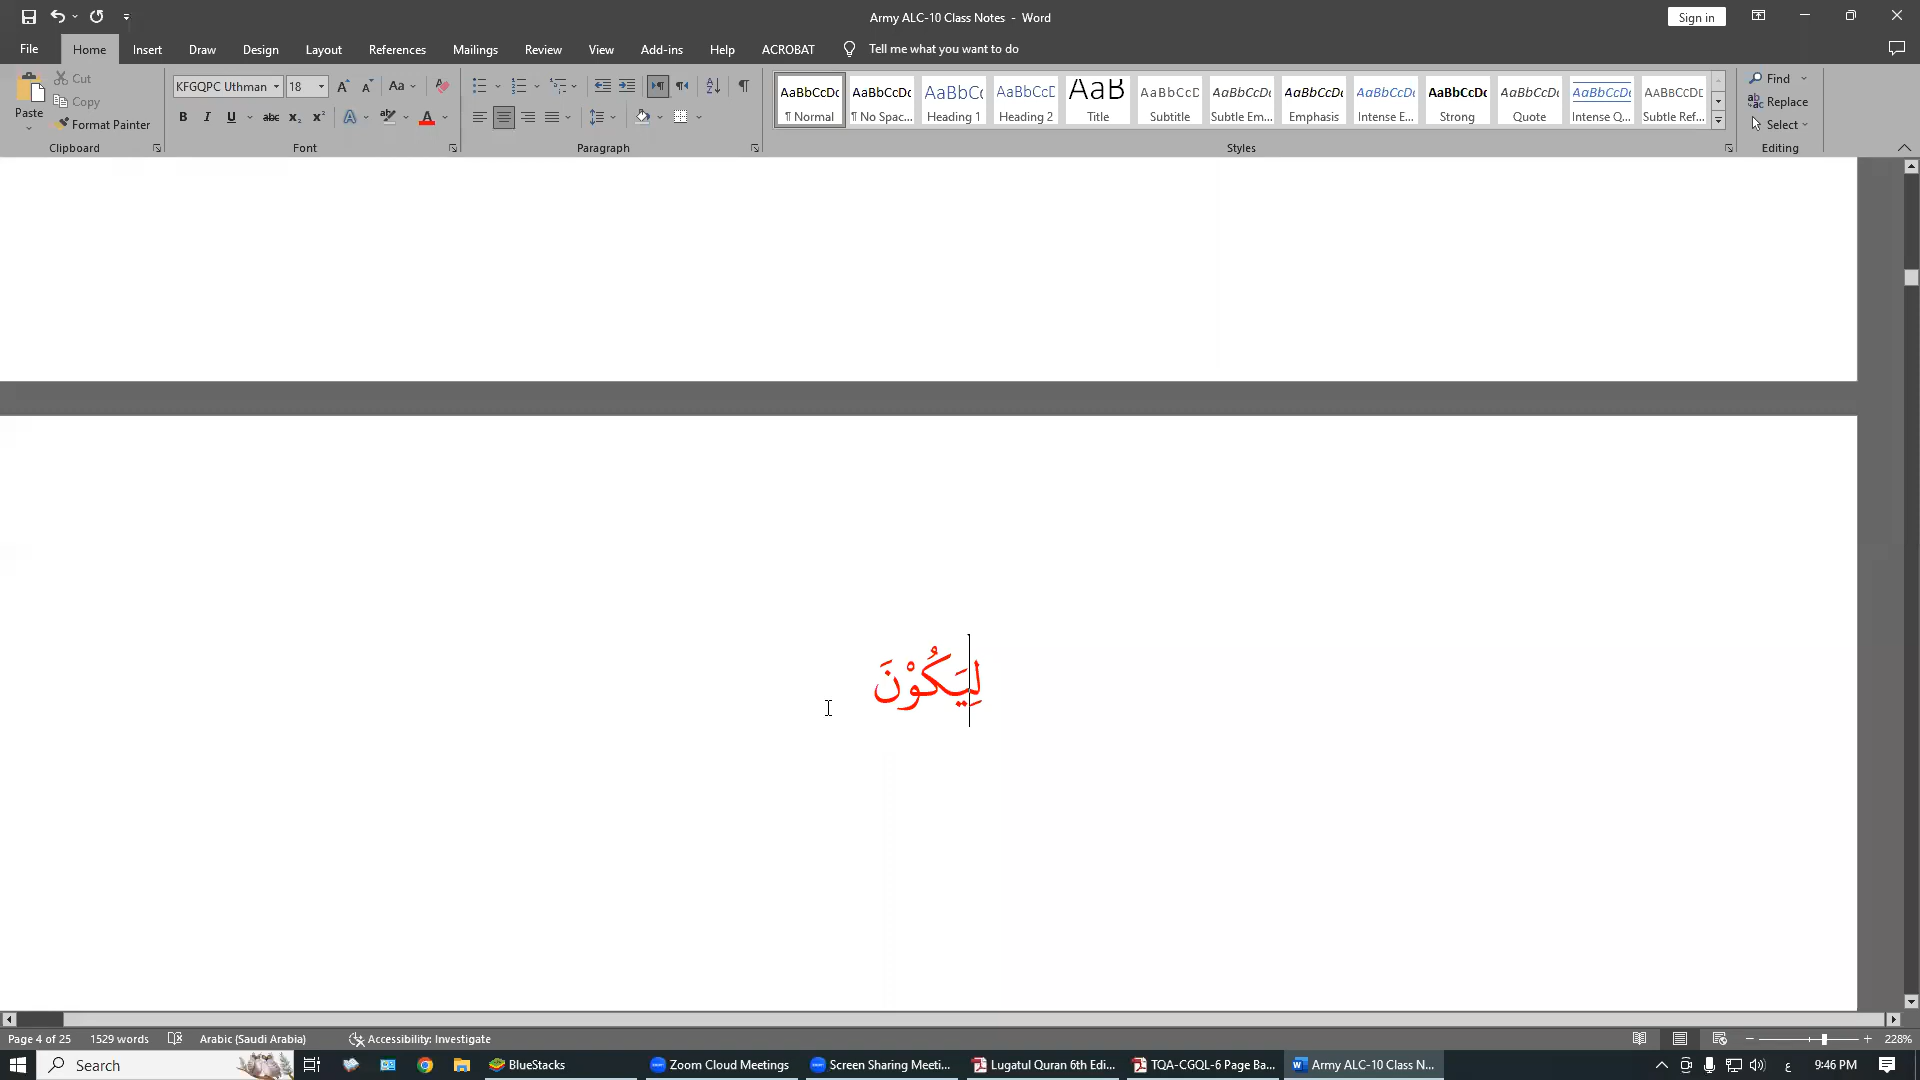 Army ALC-10 Class Notes - Word
Sign in
File Home Insert Draw Design Layout References Mailings Review View Add-ins Help ACROBAT Tell me what you want to do
Paste
Cut
Copy
Format Painter
Clipboard
KFGQPC Uthman 18
Font
Paragraph
AaBbCcDc AaBbCcDc AaBbC( AaBbCcD AaB AaBbCcD AaBbCcDc AaBbCcDc AaBbCcDc AaBbCcDc AaBbCcDc AaBbCcDc AABBCCDE
¶ Normal ¶ No Spac... Heading 1 Heading 2 Title Subtitle Subtle Em... Emphasis Intense E... Strong Quote Intense Q... Subtle Ref...
Styles
Find
Replace
Select
Editing
لِيَكُوْنَ
Page 4 of 25 1529 words Arabic (Saudi Arabia) Accessibility: Investigate 228%
Search BlueStacks Zoom Cloud Meetings Screen Sharing Meeti... Lugatul Quran 6th Edi... TQA-CGQL-6 Page Ba... Army ALC-10 Class N... ع 9:46 PM